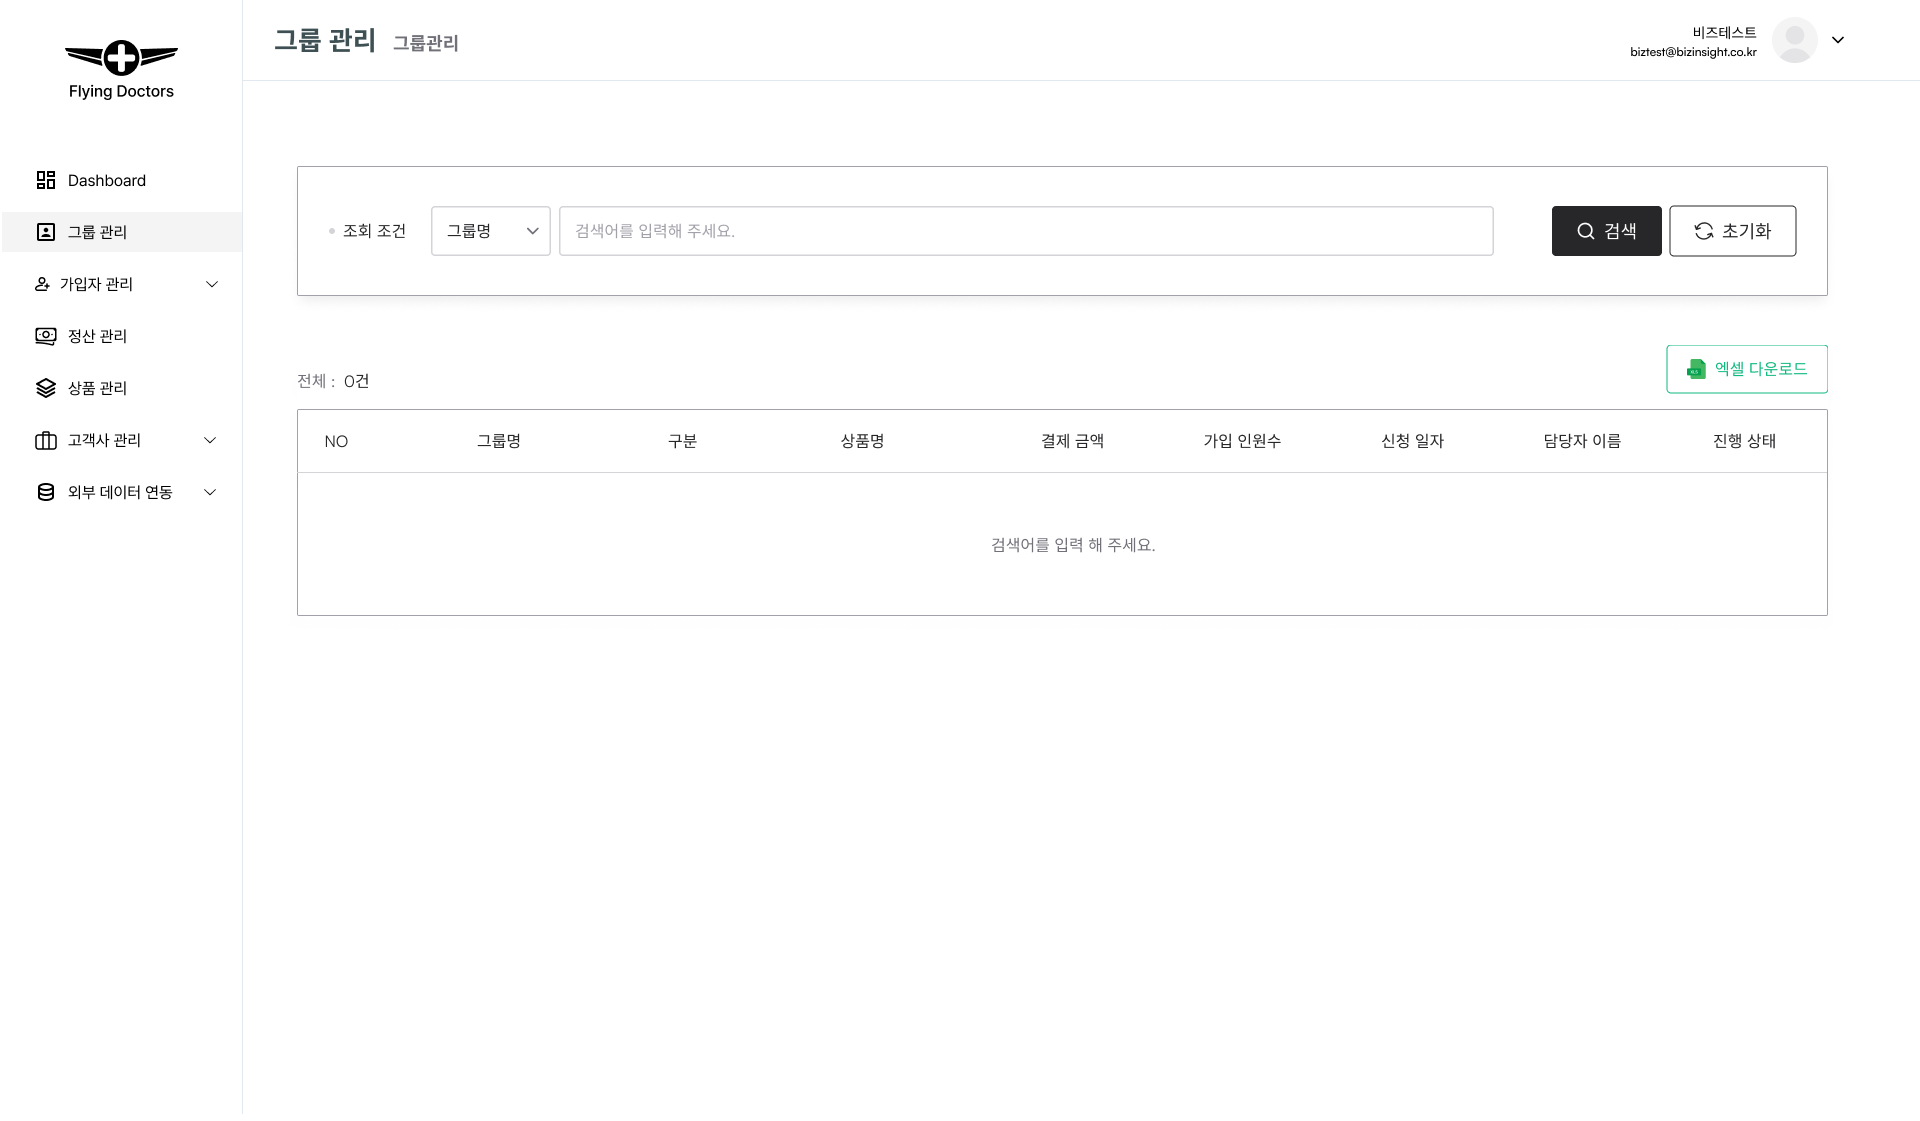 Flying Doctors
Dashboard
그룹 관리
가입자 관리
정산 관리
상품 관리
고객사 관리
외부 데이터 연동
그룹 관리 그룹관리
비즈테스트
biztest@bizinsight.co.kr
조회 조건 그룹명 검색어를 입력해 주세요. 검색 초기화
전체 : 0건
엑셀 다운로드
NO 그룹명 구분 상품명 결제 금액 가입 인원수 신청 일자 담당자 이름 진행 상태
검색어를 입력 해 주세요.